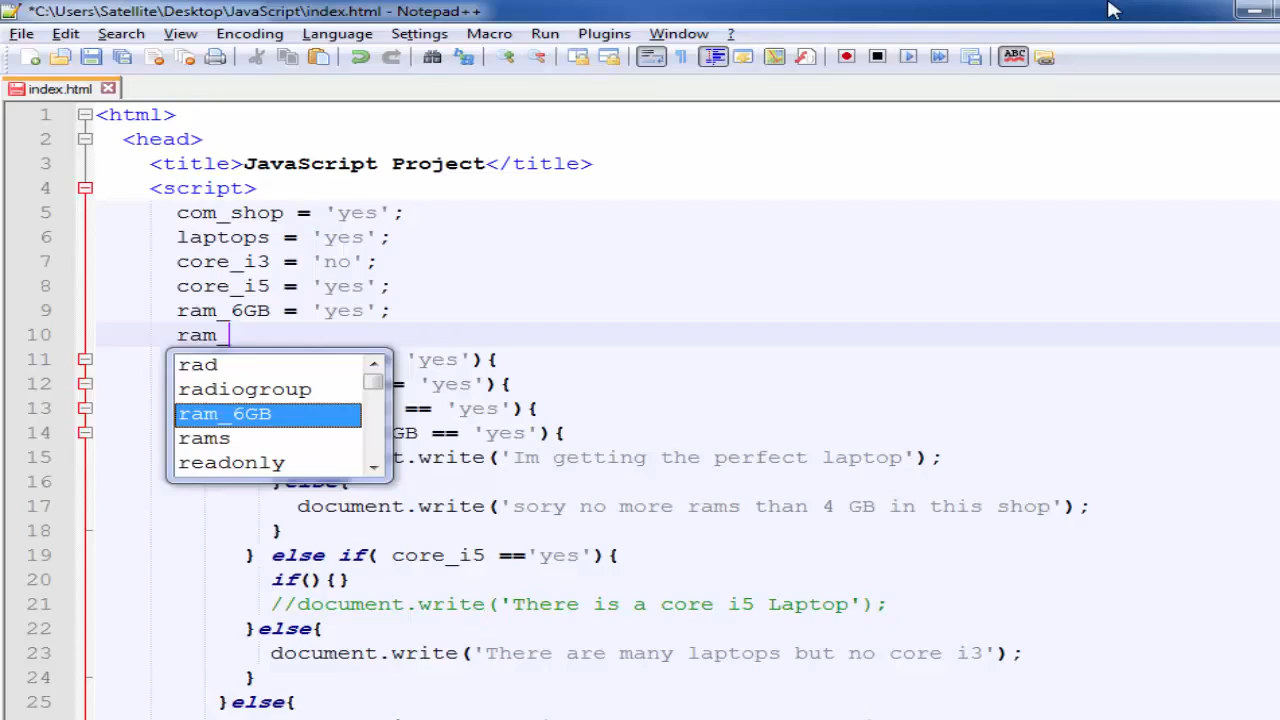 *C:\Users\Satellite\Desktop\JavaScript\index.html - Notepad++
File Edit Search View Encoding Language Settings Macro Run Plugins Window ?
ABC
index.html
1 <html>
2 <head>
3 <title>JavaScript Project</title>
4 <script>
5 com_shop = 'yes';
6 laptops = 'yes';
7 core_i3 = 'no';
8 core_i5 = 'yes';
9 ram_6GB = 'yes';
10 ram_
11 'yes'){
rad
12 = 'yes'){
radiogroup
13 == 'yes'){
ram_6GB
14 GB == 'yes'){
rams
15 t.write('Im getting the perfect laptop');
readonly
16 }else{
17 document.write('sory no more rams than 4 GB in this shop');
18 }
19 } else if( core_i5 =='yes'){
20 if(){}
21 //document.write('There is a core i5 Laptop');
22 }else{
23 document.write('There are many laptops but no core i3');
24 }
25 }else{